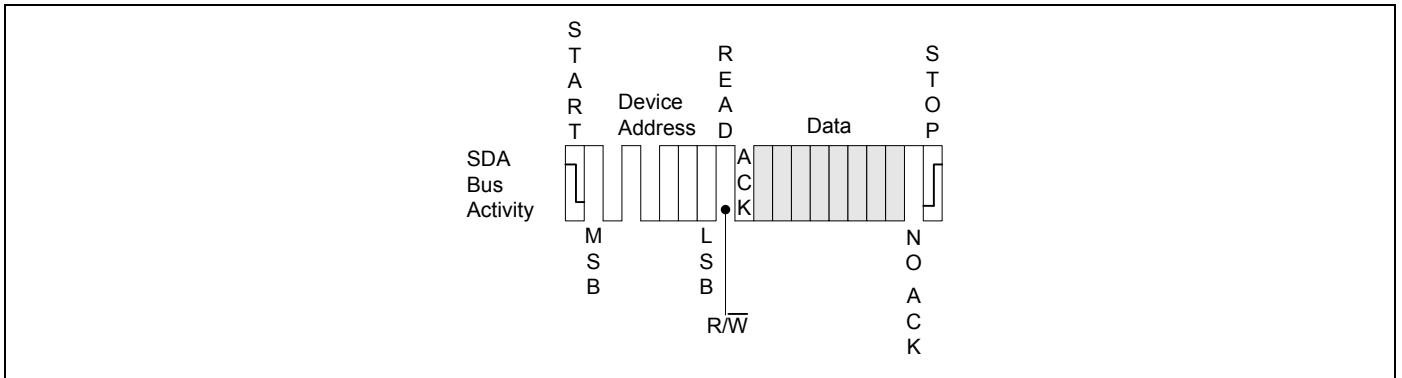 START
READ
STOP
Device
Address
Data
SDA
Bus
Activity
ACK
MSB
LSB
NO ACK
R/W̅